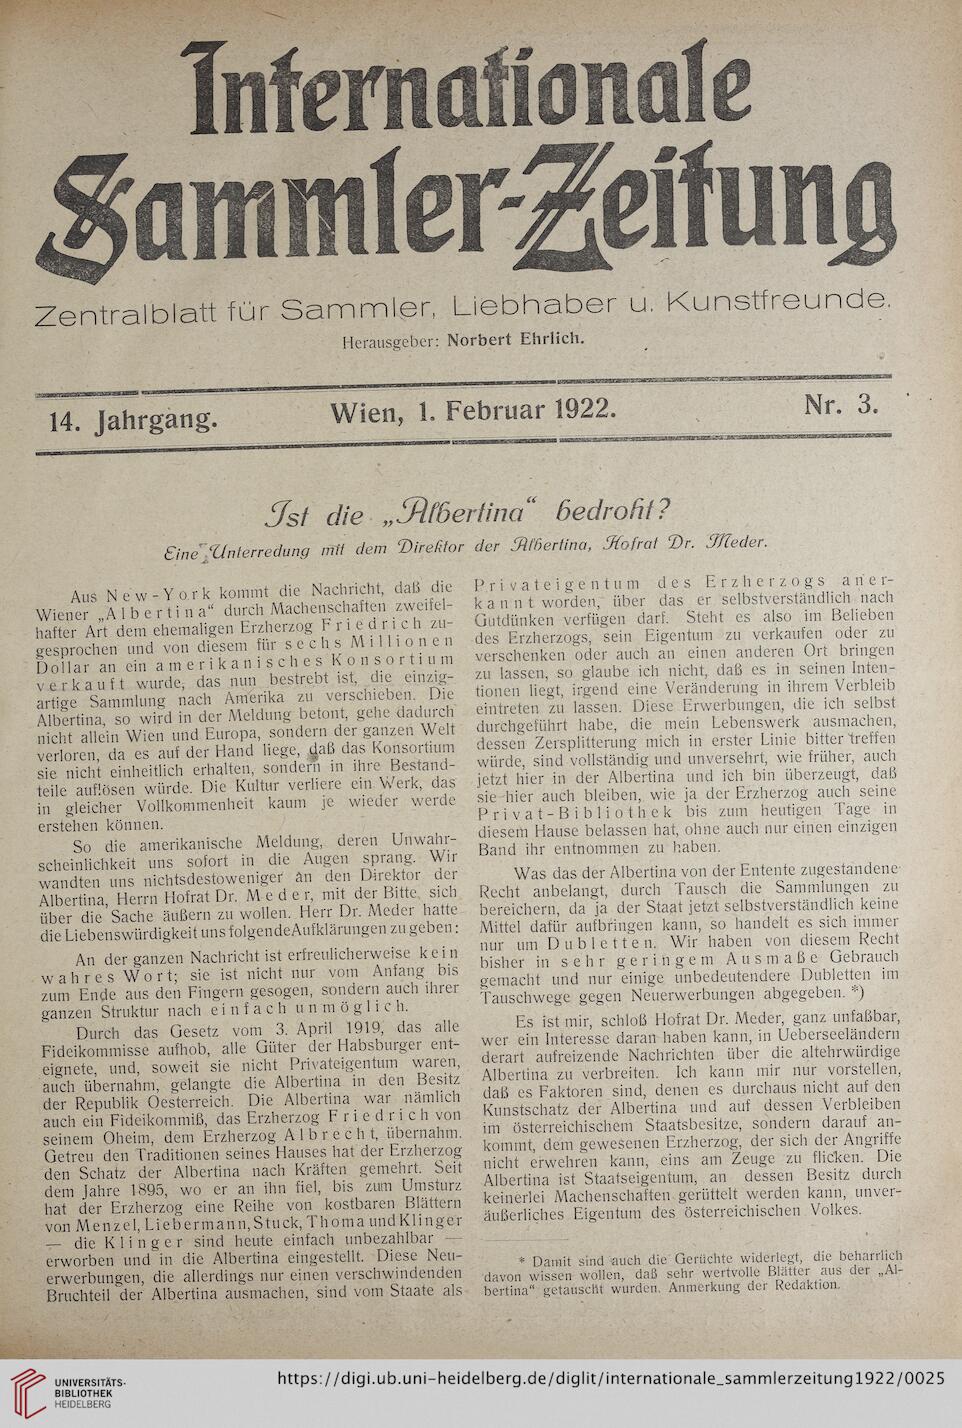 Internationale
Sammler-Zeitung
Zentralblatt für Sammler, Liebhaber u. Kunstfreunde.
Herausgeber: Norbert Ehrlich.
14. Jahrgang. Wien, 1. Februar 1922. Nr. 3.
Ist die „Albertina“ bedroht?
Eine Unterredung mit dem Direktor der Albertina, Hofrat Dr. Meder.
Aus New-York kommt die Nachricht, daß die
Wiener „Albertina“ durch Machenschaften zweifel-
hafter Art dem ehemaligen Erzherzog Friedrich zu-
gesprochen und von diesem für sechs Millionen
Dollar an ein amerikanisches Konsortium
verkauft wurde, das nun bestrebt ist, die einzig-
artige Sammlung nach Amerika zu verschieben. Die
Albertina, so wird in der Meldung betont, gehe dadurch
nicht allein Wien und Europa, sondern der ganzen Welt
verloren, da es auf der Hand liege, daß das Konsortium
sie nicht einheitlich erhalten, sondern in ihre Bestand-
teile auflösen würde. Die Kultur verliere ein Werk, das
in gleicher Vollkommenheit kaum je wieder werde
erstehen können.
So die amerikanische Meldung, deren Unwahr-
scheinlichkeit uns sofort in die Augen sprang. Wir
wandten uns nichtsdestoweniger an den Direktor der
Albertina, Herrn Hofrat Dr. Meder, mit der Bitte, sich
über die Sache äußern zu wollen. Herr Dr. Meder hatte
die Liebenswürdigkeit uns folgende Aufklärungen zu geben:
An der ganzen Nachricht ist erfreulicherweise kein
wahres Wort; sie ist nicht nur vom Anfang bis
zum Ende aus den Fingern gesogen, sondern auch ihrer
ganzen Struktur nach einfach unmöglich.
Durch das Gesetz vom 3. April 1919, das alle
Fideikommisse aufhob, alle Güter der Habsburger ent-
eignete, und, soweit sie nicht Privateigentum waren,
auch übernahm, gelangte die Albertina in den Besitz
der Republik Oesterreich. Die Albertina war nämlich
auch ein Fideikommiß, das Erzherzog Friedrich von
seinem Oheim, dem Erzherzog Albrecht, übernahm.
Getreu den Traditionen seines Hauses hat der Erzherzog
den Schatz der Albertina nach Kräften gemehrt. Seit
dem Jahre 1895, wo er an ihn fiel, bis zum Umsturz
hat der Erzherzog eine Reihe von kostbaren Blättern
von Menzel, Liebermann, Stuck, Thoma und Klinger
— die Klinger sind heute einfach unbezahlbar —
erworben und in die Albertina eingestellt. Diese Neu-
erwerbungen, die allerdings nur einen verschwindenden
Bruchteil der Albertina ausmachen, sind vom Staate als
Privateigentum des Erzherzogs aner-
kannt worden, über das er selbstverständlich nach
Gutdünken verfügen darf. Steht es also im Belieben
des Erzherzogs, sein Eigentum zu verkaufen oder zu
verschenken oder auch an einen anderen Ort bringen
zu lassen, so glaube ich nicht, daß es in seinen Inten-
tionen liegt, irgend eine Veränderung in ihrem Verbleib
eintreten zu lassen. Diese Erwerbungen, die ich selbst
durchgeführt habe, die mein Lebenswerk ausmachen,
dessen Zersplitterung mich in erster Linie bitter treffen
würde, sind vollständig und unversehrt, wie früher, auch
jetzt hier in der Albertina und ich bin überzeugt, daß
sie hier auch bleiben, wie ja der Erzherzog auch seine
Privat-Bibliothek bis zum heutigen Tage in
diesem Hause belassen hat, ohne auch nur einen einzigen
Band ihr entnommen zu haben.
Was das der Albertina von der Entente zugestandene
Recht anbelangt, durch Tausch die Sammlungen zu
bereichern, da ja der Staat jetzt selbstverständlich keine
Mittel dafür aufbringen kann, so handelt es sich immer
nur um Dubletten. Wir haben von diesem Recht
bisher in sehr geringem Ausmaße Gebrauch
gemacht und nur einige unbedeutendere Dubletten im
Tauschwege gegen Neuerwerbungen abgegeben. *)
Es ist mir, schloß Hofrat Dr. Meder, ganz unfaßbar,
wer ein Interesse daran haben kann, in Ueberseeländern
derart aufreizende Nachrichten über die altehrwürdige
Albertina zu verbreiten. Ich kann mir nur vorstellen,
daß es Faktoren sind, denen es durchaus nicht auf den
Kunstschatz der Albertina und auf dessen Verbleiben
im österreichischem Staatsbesitze, sondern darauf an-
kommt, dem gewesenen Erzherzog, der sich der Angriffe
nicht erwehren kann, eins am Zeuge zu flicken. Die
Albertina ist Staatseigentum, an dessen Besitz durch
keinerlei Machenschaften gerüttelt werden kann, unver-
äußerliches Eigentum des österreichischen Volkes.
* Damit sind auch die Gerüchte widerlegt, die beharrlich
davon wissen wollen, daß sehr wertvolle Blätter aus der „Al-
bertina“ getauscht wurden. Anmerkung der Redaktion.
UNIVERSITÄTS-
BIBLIOTHEK
HEIDELBERG
https://digi.ub.uni-heidelberg.de/diglit/internationale_sammlerzeitung1922/0025